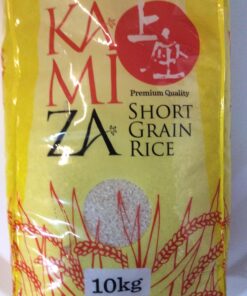 KA
MI
ZA
上座
Premium Quality
SHORT
GRAIN
RICE
10kg